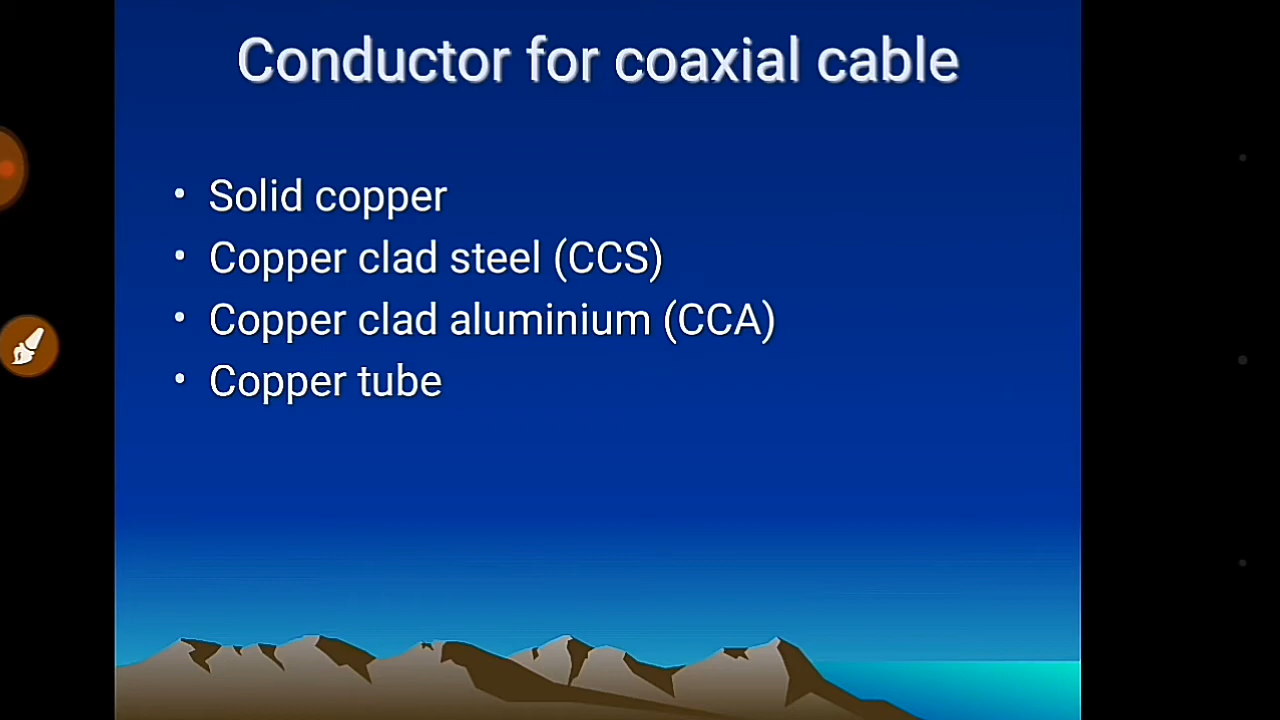 Conductor for coaxial cable
• Solid copper
• Copper clad steel (CCS)
• Copper clad aluminium (CCA)
• Copper tube